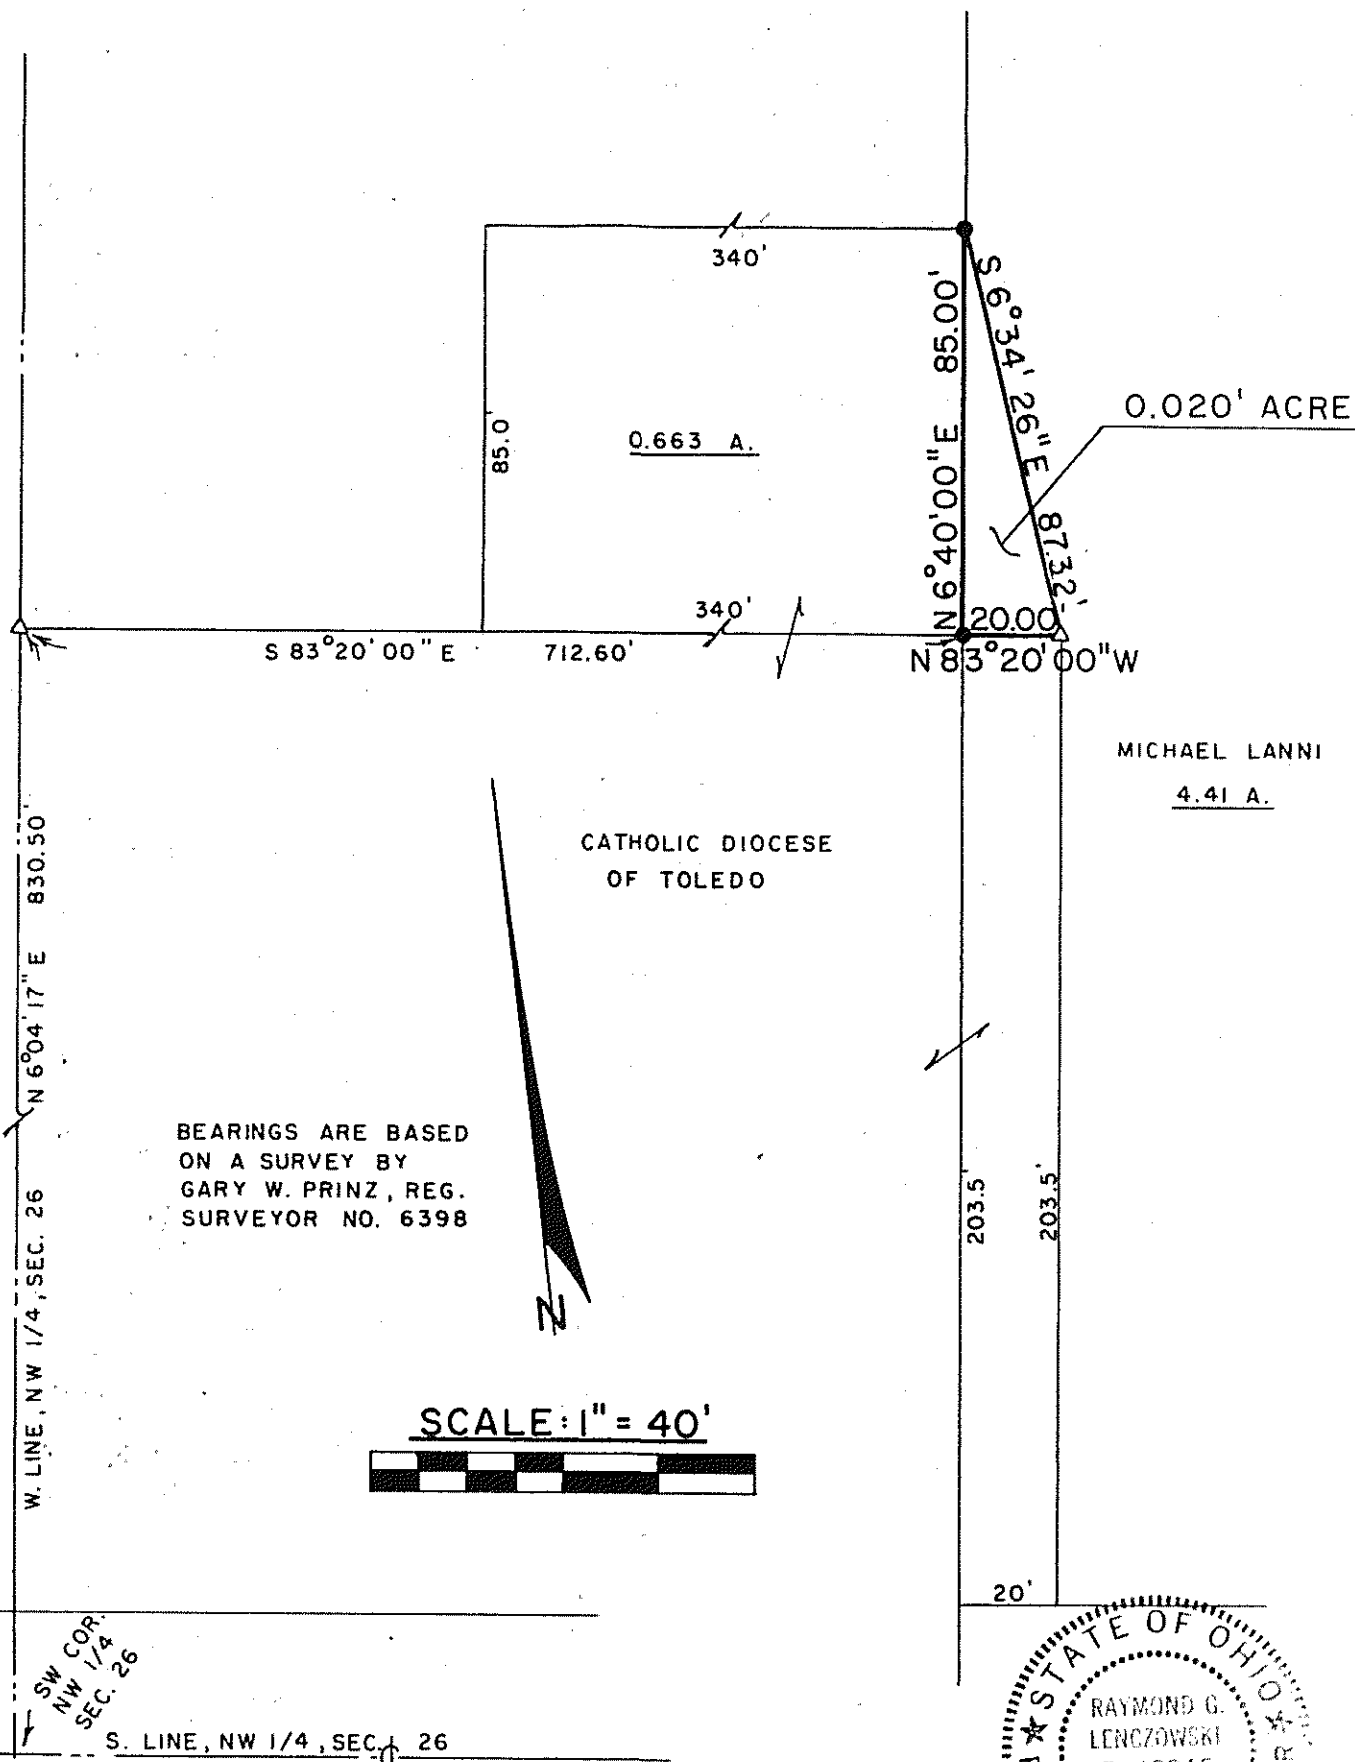 340'
S 6°34' 26"E 87.32'
N 6°40'00"E 85.00'
0.020' ACRE
85.0'
0.663 A.
340'
20.00
S 83°20' 00" E 712.60'
N 83°20'00"W
MICHAEL LANNI
4.41 A.
CATHOLIC DIOCESE
OF TOLEDO
W. LINE, NW 1/4, SEC. 26 N 6°04'17" E 830.50'
BEARINGS ARE BASED
ON A SURVEY BY
GARY W. PRINZ, REG.
SURVEYOR NO. 6398
203.5'
203.5'
N
SCALE: 1" = 40'
20'
SW COR.
NW 1/4
SEC. 26
S. LINE, NW 1/4, SEC. 26
STATE OF OHIO
RAYMOND G.
LENCZOWSKI